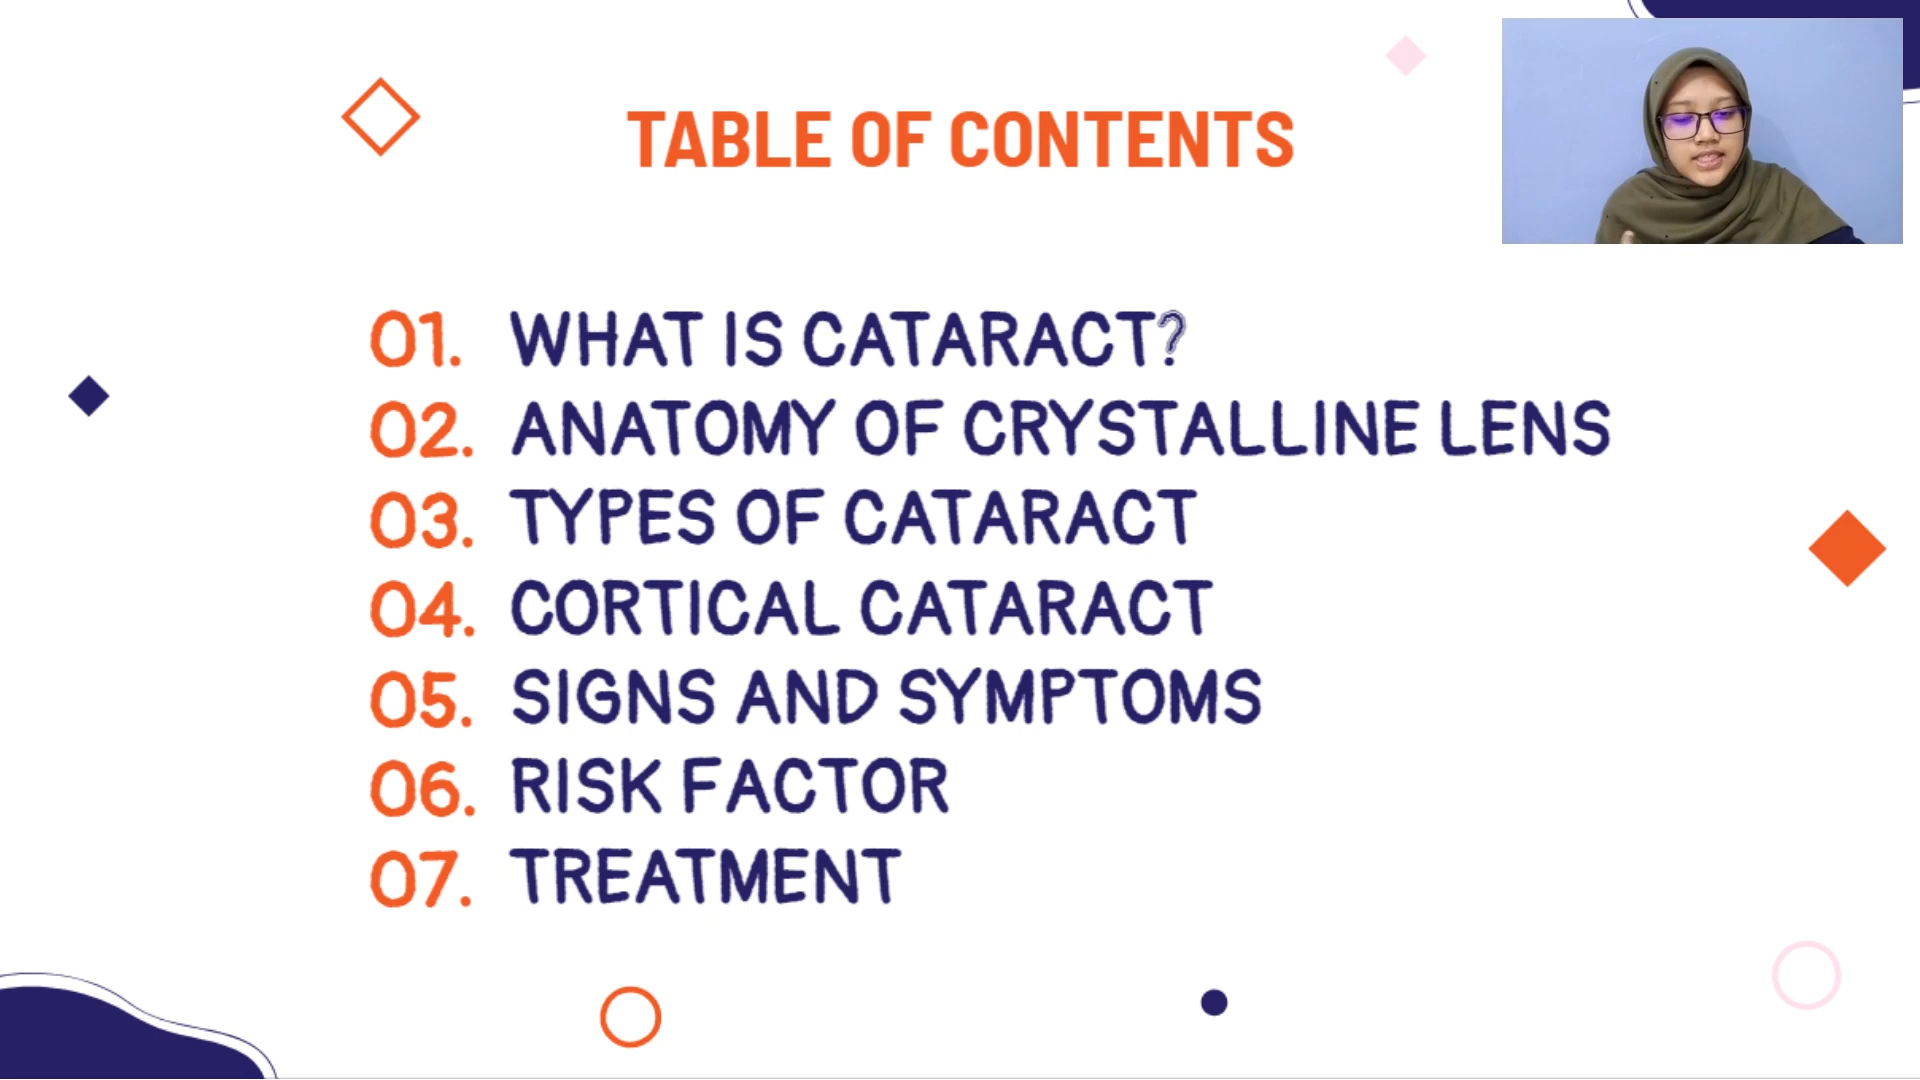 TABLE OF CONTENTS
01. WHAT IS CATARACT?
02. ANATOMY OF CRYSTALLINE LENS
03. TYPES OF CATARACT
04. CORTICAL CATARACT
05. SIGNS AND SYMPTOMS
06. RISK FACTOR
07. TREATMENT